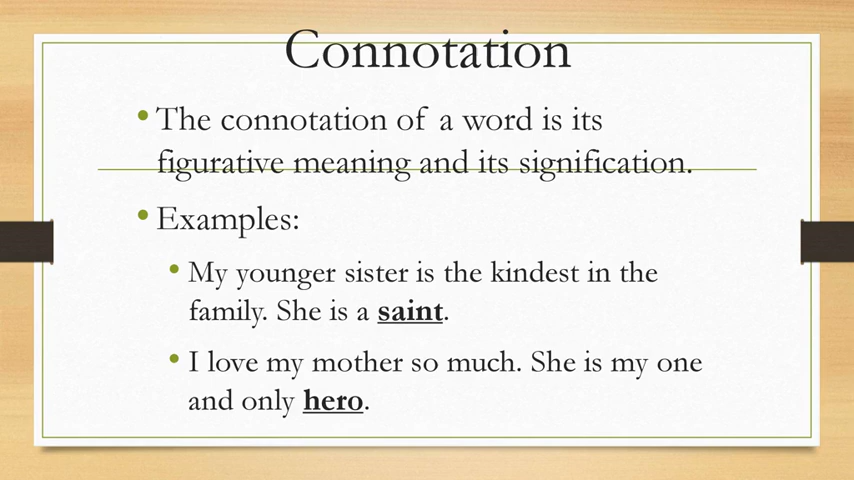 Connotation
• The connotation of a word is its
figurative meaning and its signification.
• Examples:
• My younger sister is the kindest in the
family. She is a saint.
• I love my mother so much. She is my one
and only hero.